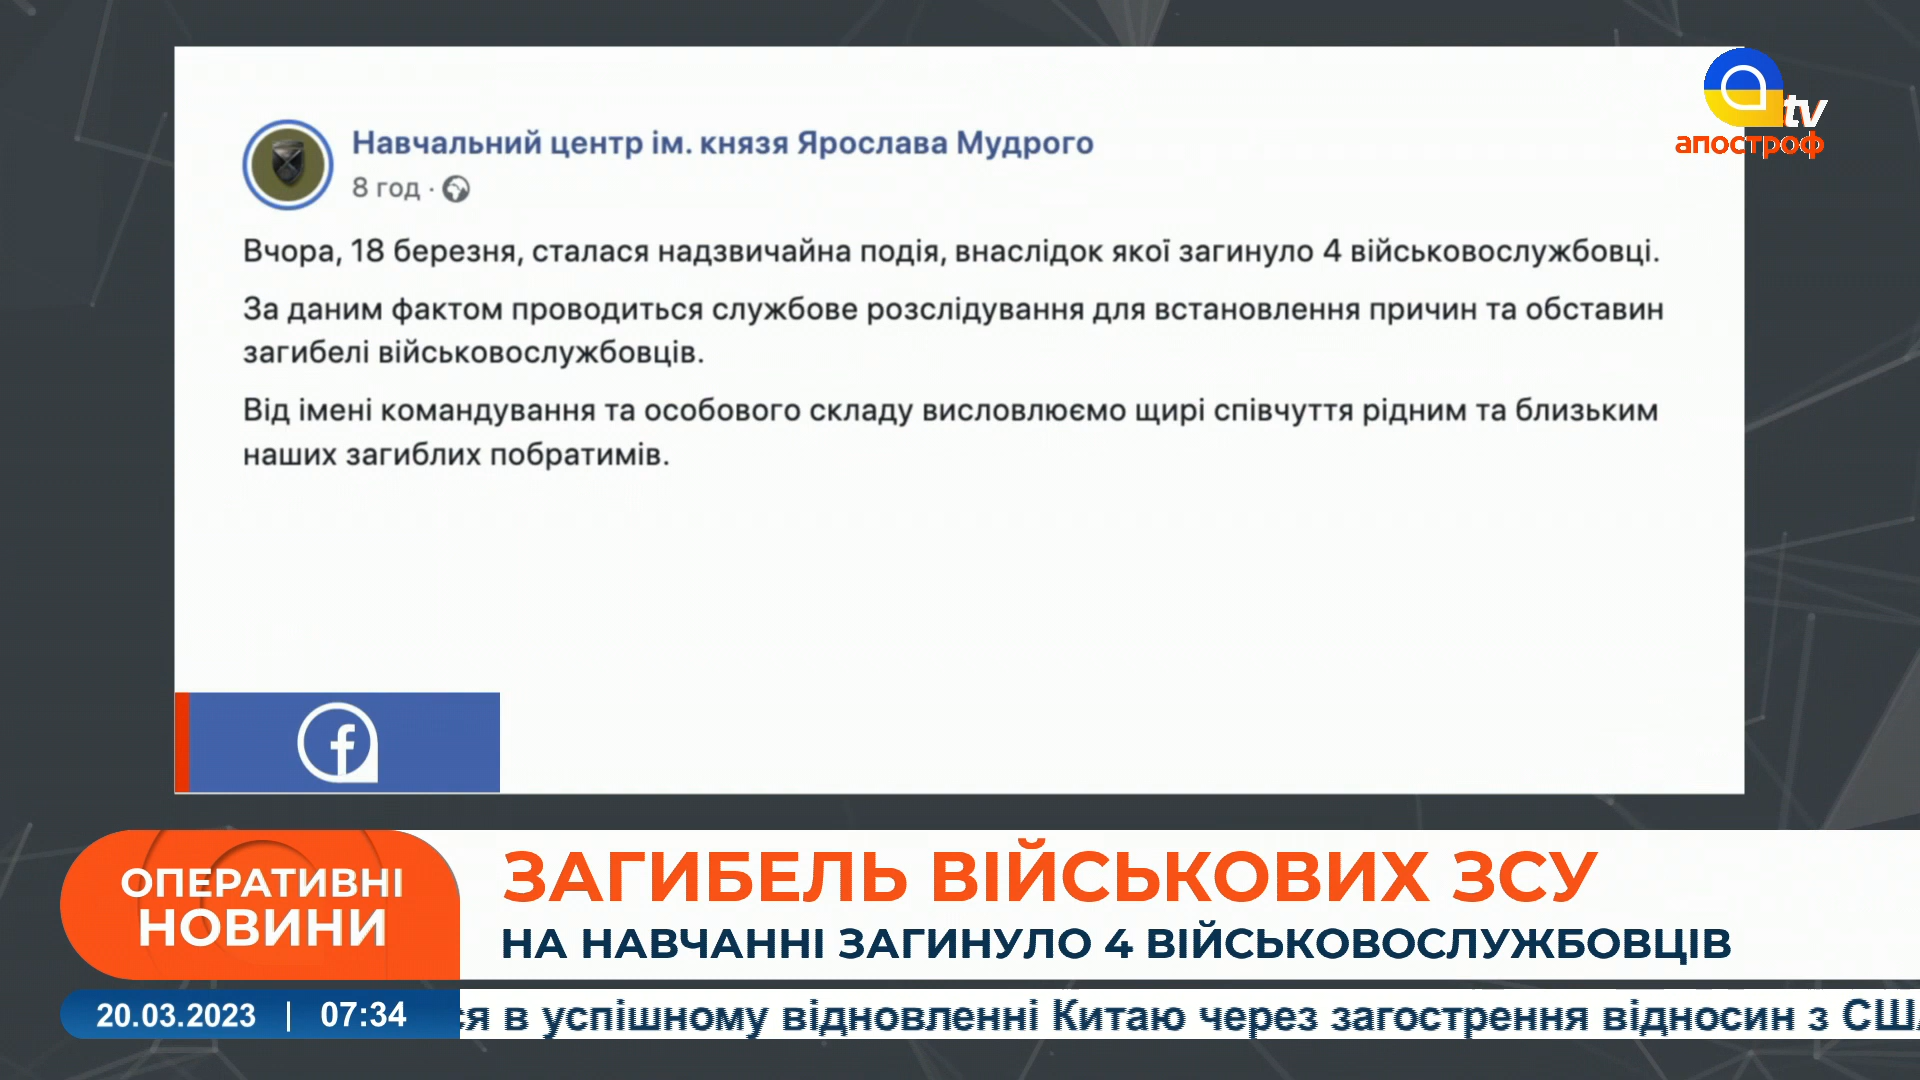 tv
апостроф
Навчальний центр ім. князя Ярослава Мудрого
8 год ·
Вчора, 18 березня, сталася надзвичайна подія, внаслідок якої загинуло 4 військовослужбовці.
За даним фактом проводиться службове розслідування для встановлення причин та обставин
загибелі військовослужбовців.
Від імені командування та особового складу висловлюємо щирі співчуття рідним та близьким
наших загиблих побратимів.
f
ОПЕРАТИВНІ
НОВИНИ
ЗАГИБЕЛЬ ВІЙСЬКОВИХ ЗСУ
НА НАВЧАННІ ЗАГИНУЛО 4 ВІЙСЬКОВОСЛУЖБОВЦІВ
20.03.2023 | 07:34
ся в успішному відновленні Китаю через загострення відносин з США